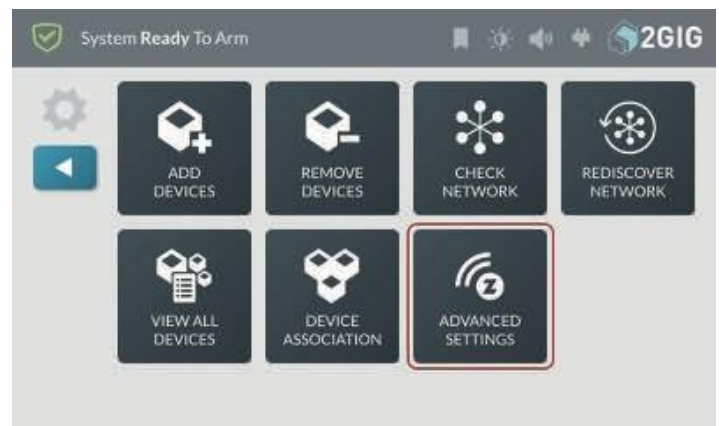 System Ready To Arm
2GIG
ADD
DEVICES
REMOVE
DEVICES
CHECK
NETWORK
REDISCOVER
NETWORK
VIEW ALL
DEVICES
DEVICE
ASSOCIATION
Z
ADVANCED
SETTINGS